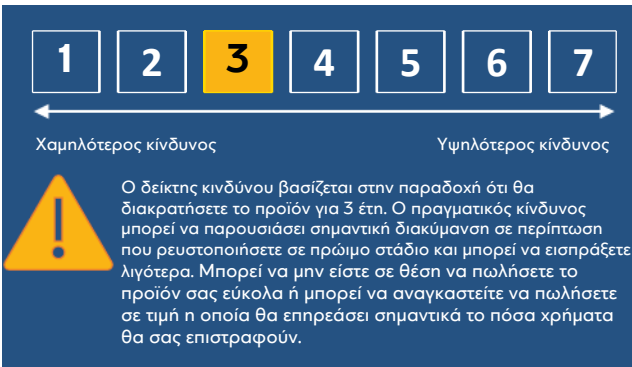 1 2 3 4 5 6 7
Χαμηλότερος κίνδυνος Υψηλότερος κίνδυνος
Ο δείκτης κινδύνου βασίζεται στην παραδοχή ότι θα
διακρατήσετε το προϊόν για 3 έτη. Ο πραγματικός κίνδυνος
μπορεί να παρουσιάσει σημαντική διακύμανση σε περίπτωση
που ρευστοποιήσετε σε πρώιμο στάδιο και μπορεί να εισπράξετε
λιγότερα. Μπορεί να μην είστε σε θέση να πωλήσετε το
προϊόν σας εύκολα ή μπορεί να αναγκαστείτε να πωλήσετε
σε τιμή η οποία θα επηρεάσει σημαντικά το πόσα χρήματα
θα σας επιστραφούν.